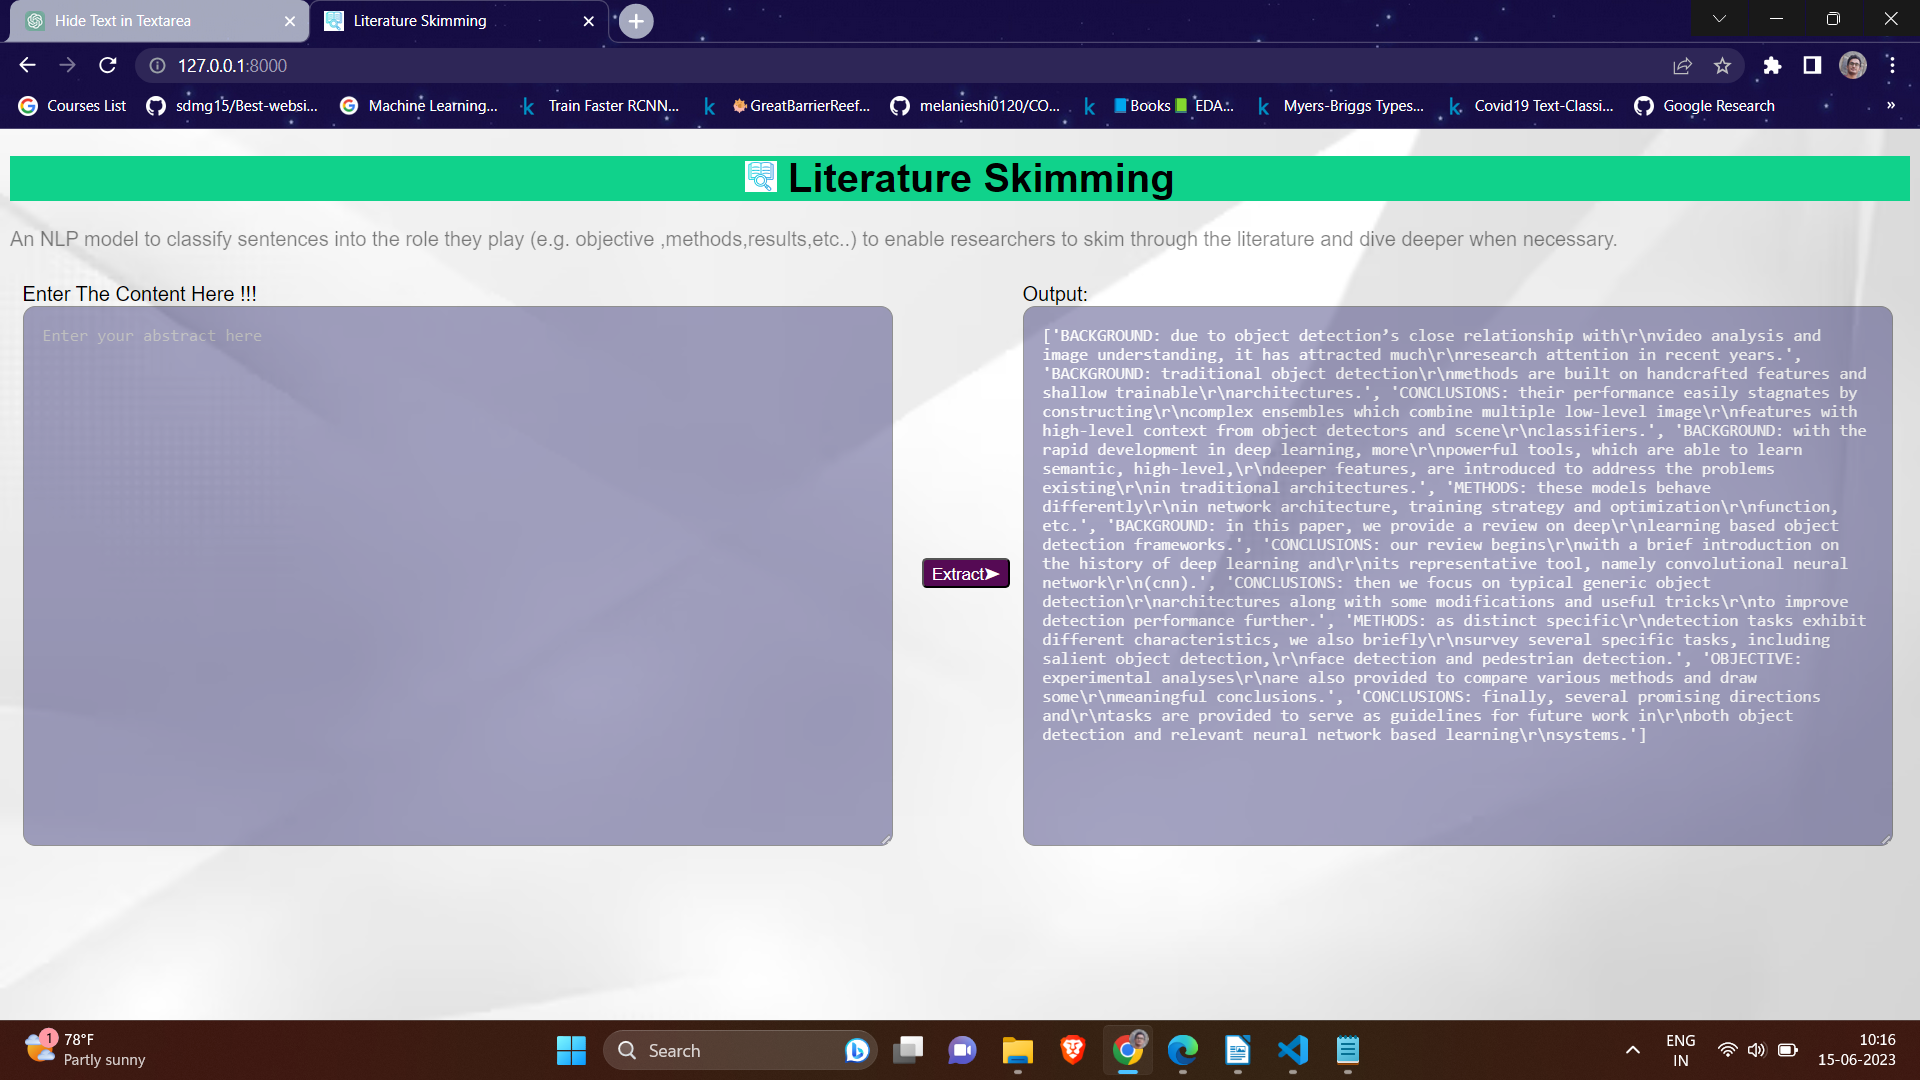 Hide Text in Textarea
Literature Skimming
127.0.0.1:8000
Courses List
sdmg15/Best-websi...
Machine Learning...
Train Faster RCNN...
GreatBarrierReef...
melanieshi0120/CO...
Books EDA...
Myers-Briggs Types...
Covid19 Text-Classi...
Google Research
»
Literature Skimming
An NLP model to classify sentences into the role they play (e.g. objective ,methods,results,etc..) to enable researchers to skim through the literature and dive deeper when necessary.
Enter The Content Here !!!
Enter your abstract here
Extract➤
Output:
['BACKGROUND: due to object detection’s close relationship with\r\nvideo analysis and
image understanding, it has attracted much\r\nresearch attention in recent years.',
'BACKGROUND: traditional object detection\r\nmethods are built on handcrafted features and
shallow trainable\r\narchitectures.', 'CONCLUSIONS: their performance easily stagnates by
constructing\r\ncomplex ensembles which combine multiple low-level image\r\nfeatures with
high-level context from object detectors and scene\r\nclassifiers.', 'BACKGROUND: with the
rapid development in deep learning, more\r\npowerful tools, which are able to learn
semantic, high-level,\r\ndeeper features, are introduced to address the problems
existing\r\nin traditional architectures.', 'METHODS: these models behave
differently\r\nin network architecture, training strategy and optimization\r\nfunction,
etc.', 'BACKGROUND: in this paper, we provide a review on deep\r\nlearning based object
detection frameworks.', 'CONCLUSIONS: our review begins\r\nwith a brief introduction on
the history of deep learning and\r\nits representative tool, namely convolutional neural
network\r\n(cnn).', 'CONCLUSIONS: then we focus on typical generic object
detection\r\narchitectures along with some modifications and useful tricks\r\nto improve
detection performance further.', 'METHODS: as distinct specific\r\ndetection tasks exhibit
different characteristics, we also briefly\r\nsurvey several specific tasks, including
salient object detection,\r\nface detection and pedestrian detection.', 'OBJECTIVE:
experimental analyses\r\nare also provided to compare various methods and draw
some\r\nmeaningful conclusions.', 'CONCLUSIONS: finally, several promising directions
and\r\ntasks are provided to serve as guidelines for future work in\r\nboth object
detection and relevant neural network based learning\r\nsystems.']
1
78°F
Partly sunny
Search
ENG
IN
10:16
15-06-2023